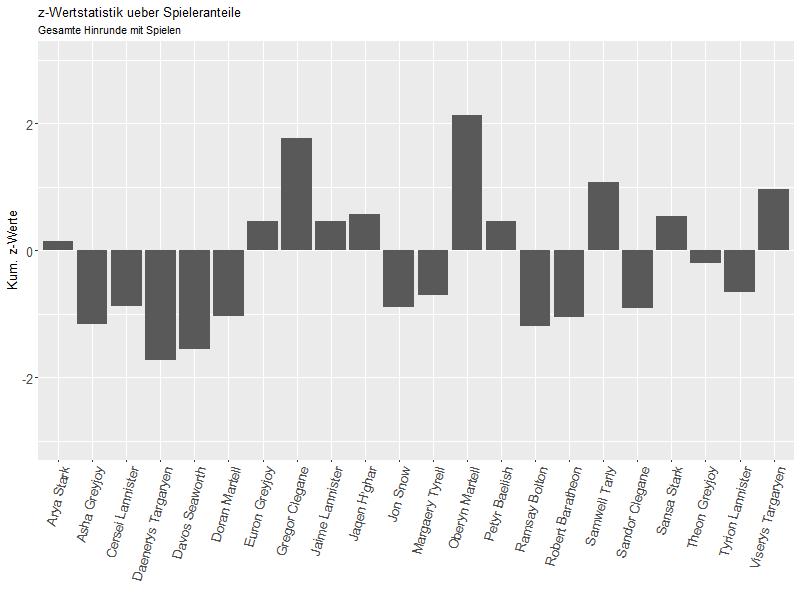 z-Wertstatistik ueber Spieleranteile
Gesamte Hinrunde mit Spielen
Kum. z-Werte
2
0
-2
Arya Stark
Asha Greyjoy
Cersei Lannister
Daenerys Targaryen
Davos Seaworth
Doran Martell
Euron Greyjoy
Gregor Clegane
Jaime Lannister
Jaqen H'ghar
Jon Snow
Margaery Tyrell
Oberyn Martell
Petyr Baelish
Ramsay Bolton
Robert Baratheon
Samwell Tarly
Sandor Clegane
Sansa Stark
Theon Greyjoy
Tyrion Lannister
Viserys Targaryen